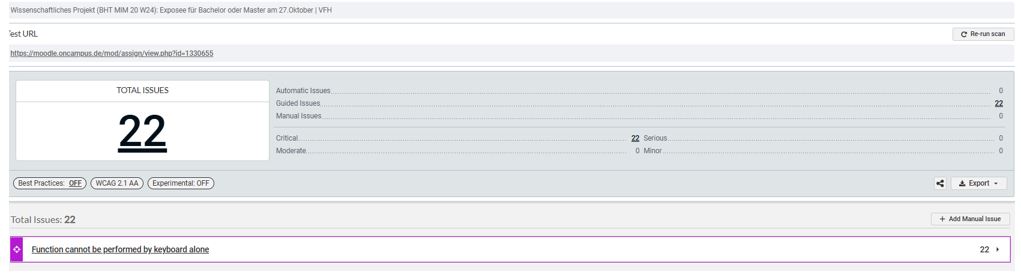 Wissenschaftliches Projekt (BHT MIM 20 W24): Exposee für Bachelor oder Master am 27.Oktober | VFH
Test URL
Re-run scan
https://moodle.oncampus.de/mod/assign/view.php?id=1330655
TOTAL ISSUES
22
Automatic Issues 0
Guided Issues 22
Manual Issues 0
Critical 22 Serious 0
Moderate 0 Minor 0
Best Practices: OFF WCAG 2.1 AA Experimental: OFF
Export
Total Issues: 22
+ Add Manual Issue
Function cannot be performed by keyboard alone 22